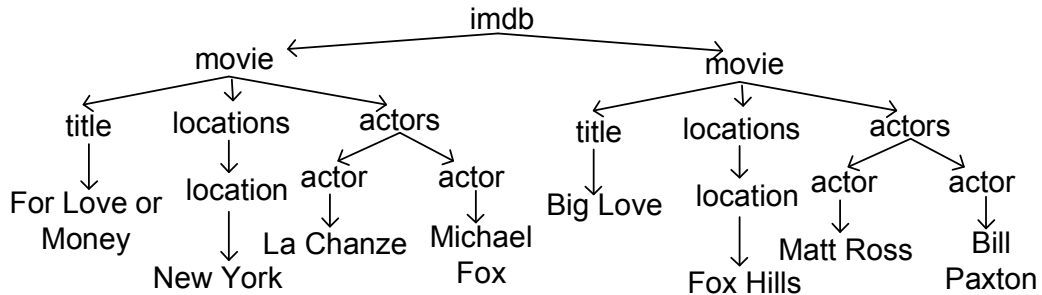 imdb
movie
movie
title
locations
actors
title
locations
actors
location
actor
actor
location
actor
actor
For Love or
Money
New York
La Chanze
Michael
Fox
Big Love
Fox Hills
Matt Ross
Bill
Paxton